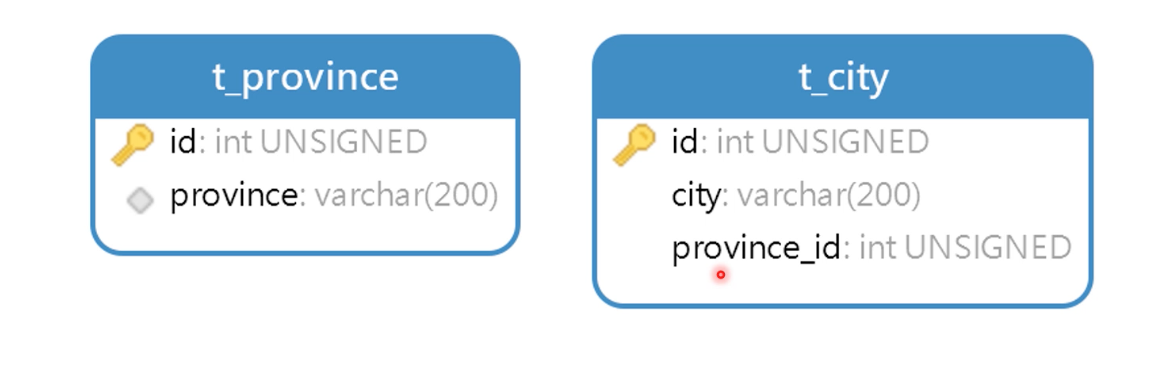 t_province
id: int UNSIGNED
province: varchar(200)
t_city
id: int UNSIGNED
city: varchar(200)
province_id: int UNSIGNED